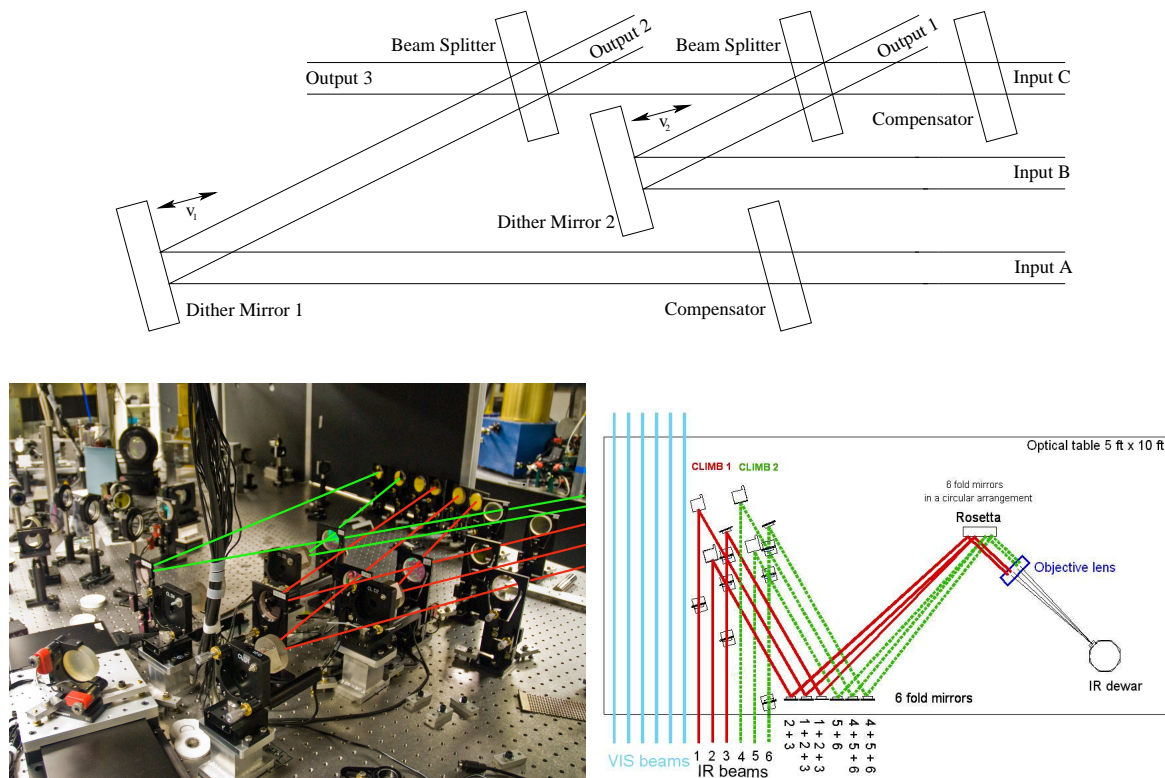 Beam Splitter
Output 2
Beam Splitter
Output 1
Output 3
Input C
v₂
Compensator
Input B
v₁
Dither Mirror 2
Input A
Dither Mirror 1
Compensator
Optical table 5 ft x 10 ft
CLIMB 1 CLIMB 2
6 fold mirrors
in a circular arrangement
Rosetta
Objective lens
IR dewar
6 fold mirrors
1 2 3 4 5 6
2 + 3
1 + 2 + 3
1 + 2 + 3
5 + 6
4 + 5 + 6
4 + 5 + 6
VIS beams
IR beams